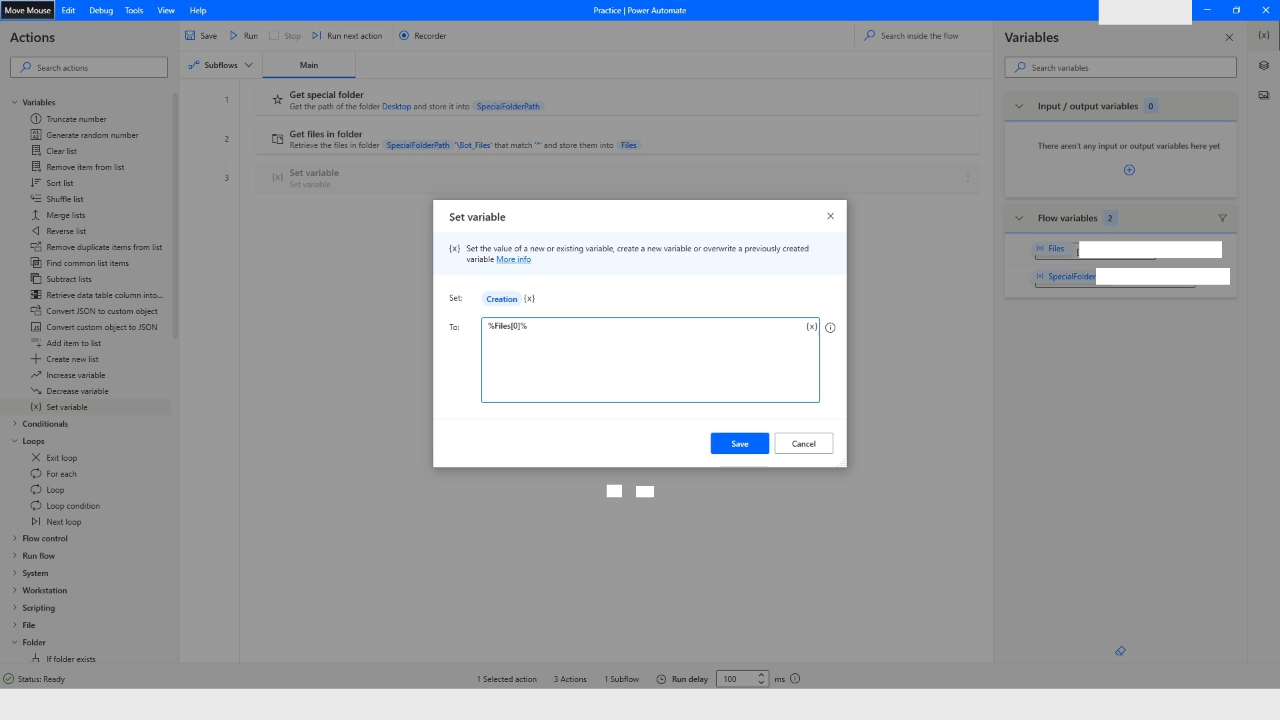 Move Mouse Edit Debug Tools View Help Practice | Power Automate
Actions
Search actions
Variables
Truncate number
Generate random number
Clear list
Remove item from list
Sort list
Shuffle list
Merge lists
Reverse list
Remove duplicate items from list
Find common list items
Subtract lists
Retrieve data table column into...
Convert JSON to custom object
Convert custom object to JSON
Add item to list
Create new list
Increase variable
Decrease variable
{x} Set variable
Conditionals
Loops
Exit loop
For each
Loop
Loop condition
Next loop
Flow control
Run flow
System
Workstation
Scripting
File
Folder
If folder exists
Save Run Stop Run next action Recorder Search inside the flow
Subflows Main
1 Get special folder
Get the path of the folder Desktop and store it into SpecialFolderPath
2 Get files in folder
Retrieve the files in folder SpecialFolderPath '\Bot_Files' that match '*' and store them into Files
3 {x} Set variable
Set variable
Set variable
{x} Set the value of a new or existing variable, create a new variable or overwrite a previously created
variable More info
Set: Creation {x}
To: %Files[0]% {x}
Save Cancel
Variables {x}
Search variables
Input / output variables 0
There aren't any input or output variables here yet
Flow variables 2
Files
SpecialFolder
Status: Ready 1 Selected action 3 Actions 1 Subflow Run delay 100 ms